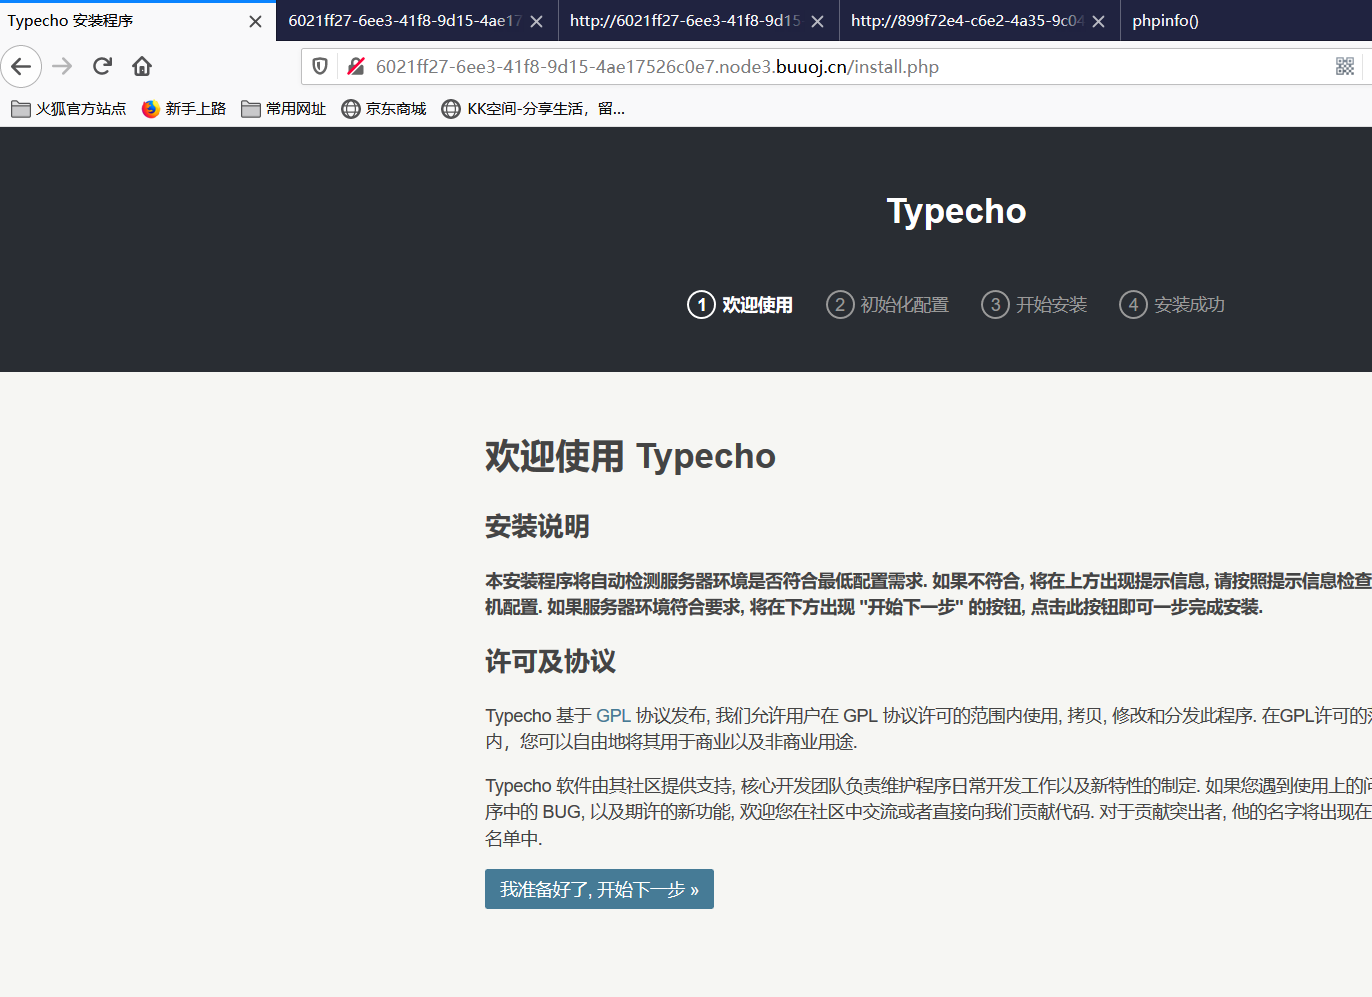 Typecho 安装程序
6021ff27-6ee3-41f8-9d15-4ae17
http://6021ff27-6ee3-41f8-9d15
http://899f72e4-c6e2-4a35-9c04
phpinfo()
6021ff27-6ee3-41f8-9d15-4ae17526c0e7.node3.buuoj.cn/install.php
火狐官方站点 新手上路 常用网址 京东商城 KK空间-分享生活，留...
Typecho
1 欢迎使用 2 初始化配置 3 开始安装 4 安装成功
欢迎使用 Typecho
安装说明
本安装程序将自动检测服务器环境是否符合最低配置需求. 如果不符合, 将在上方出现提示信息, 请按照提示信息检查
机配置. 如果服务器环境符合要求, 将在下方出现 "开始下一步" 的按钮, 点击此按钮即可一步完成安装.
许可及协议
Typecho 基于 GPL 协议发布, 我们允许用户在 GPL 协议许可的范围内使用, 拷贝, 修改和分发此程序. 在GPL许可的范
内，您可以自由地将其用于商业以及非商业用途.
Typecho 软件由其社区提供支持, 核心开发团队负责维护程序日常开发工作以及新特性的制定. 如果您遇到使用上的问
序中的 BUG, 以及期许的新功能, 欢迎您在社区中交流或者直接向我们贡献代码. 对于贡献突出者, 他的名字将出现在
名单中.
我准备好了, 开始下一步 »